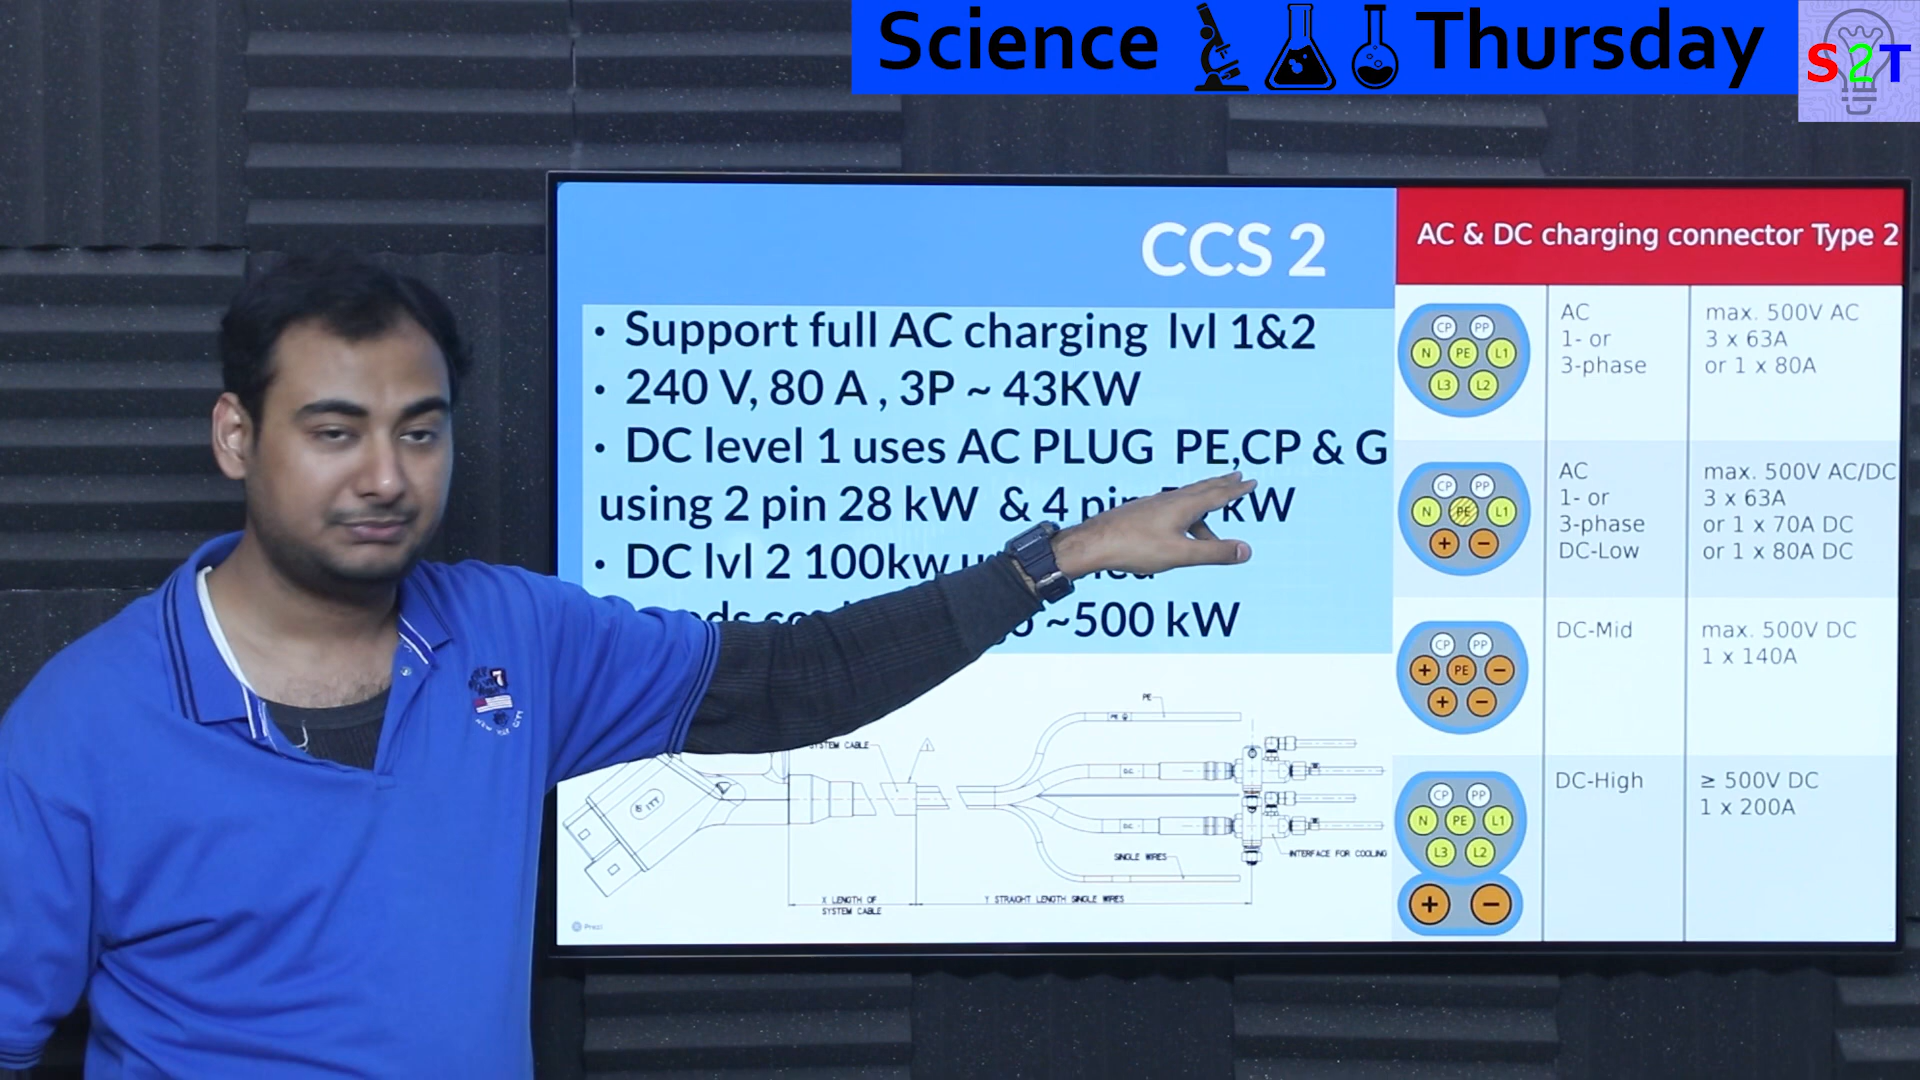 Science Thursday
S2T
CCS 2
• Support full AC charging lvl 1&2
• 240 V, 80 A , 3P ~ 43KW
• DC level 1 uses AC PLUG PE,CP & G
using 2 pin 28 kW & 4 pin kW
• DC lvl 2 100kw
~500 kW
PE
SYSTEM CABLE
1
PE
D.C.
ITT
D.C.
SINGLE WIRES
INTERFACE FOR COOLING
X LENGTH OF
SYSTEM CABLE
Y STRAIGHT LENGTH SINGLE WIRES
Prezi
AC & DC charging connector Type 2
CP PP
N PE L1
L3 L2
AC
1- or
3-phase
max. 500V AC
3 x 63A
or 1 x 80A
CP PP
N PE L1
+ −
AC
1- or
3-phase
DC-Low
max. 500V AC/DC
3 x 63A
or 1 x 70A DC
or 1 x 80A DC
CP PP
+ PE −
+ −
DC-Mid
max. 500V DC
1 x 140A
CP PP
N PE L1
L3 L2
+ −
DC-High
≥ 500V DC
1 x 200A